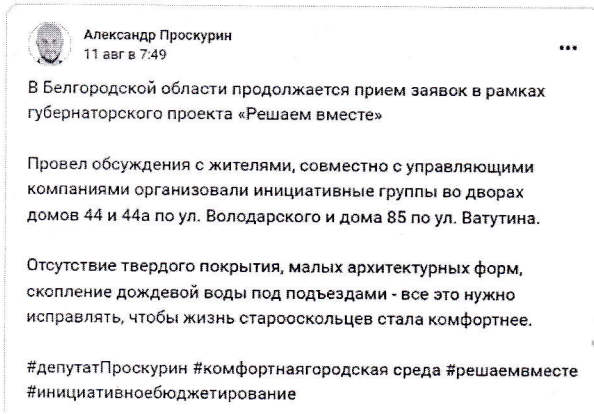 Александр Проскурин
11 авг в 7:49
В Белгородской области продолжается прием заявок в рамках
губернаторского проекта «Решаем вместе»
Провел обсуждения с жителями, совместно с управляющими
компаниями организовали инициативные группы во дворах
домов 44 и 44а по ул. Володарского и дома 85 по ул. Ватутина.
Отсутствие твердого покрытия, малых архитектурных форм,
скопление дождевой воды под подъездами - все это нужно
исправлять, чтобы жизнь старооскольцев стала комфортнее.
#депутатПроскурин #комфортнаягородская среда #решаемвместе
#инициативноебюджетирование